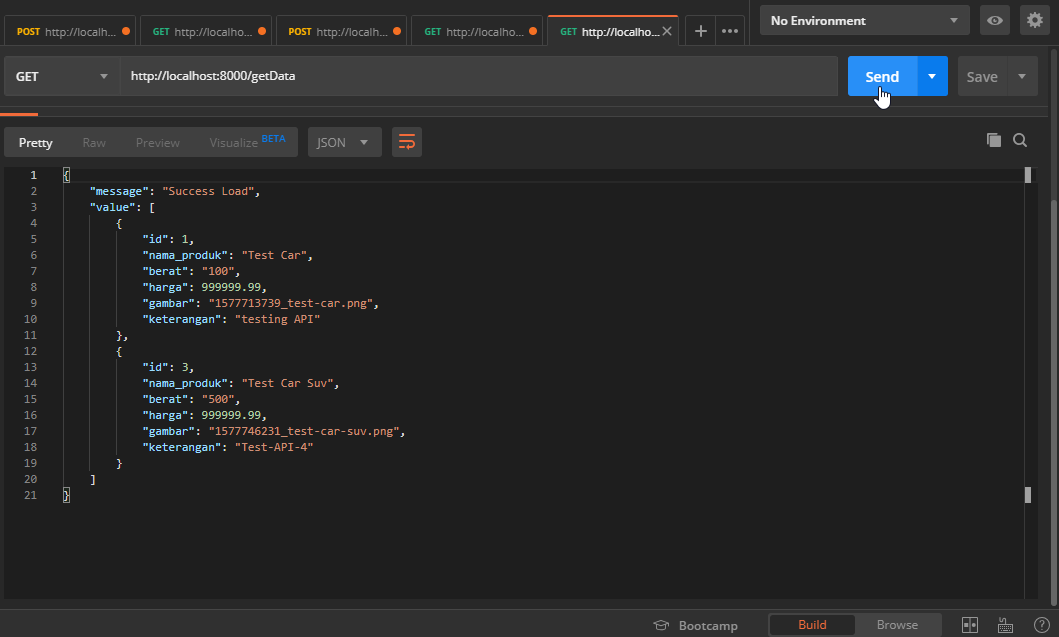 POST http://localh... GET http://localho... POST http://localh... GET http://localho... GET http://localho... No Environment
GET http://localhost:8000/getData Send Save
Pretty Raw Preview Visualize BETA JSON
1 {
2 "message": "Success Load",
3 "value": [
4 {
5 "id": 1,
6 "nama_produk": "Test Car",
7 "berat": "100",
8 "harga": 999999.99,
9 "gambar": "1577713739_test-car.png",
10 "keterangan": "testing API"
11 },
12 {
13 "id": 3,
14 "nama_produk": "Test Car Suv",
15 "berat": "500",
16 "harga": 999999.99,
17 "gambar": "1577746231_test-car-suv.png",
18 "keterangan": "Test-API-4"
19 }
20 ]
21 }
Bootcamp Build Browse